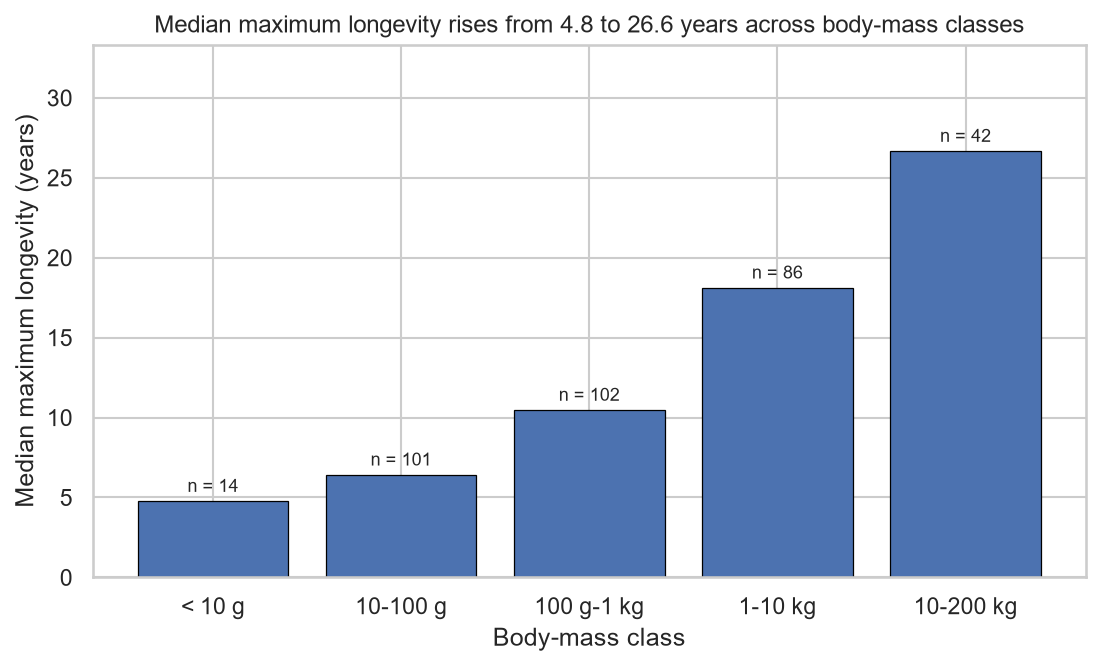 Median maximum longevity rises from 4.8 to 26.6 years across body-mass classes
Median maximum longevity (years)
30
25
20
15
10
5
0
n = 14
n = 101
n = 102
n = 86
n = 42
< 10 g
10-100 g
100 g-1 kg
1-10 kg
10-200 kg
Body-mass class